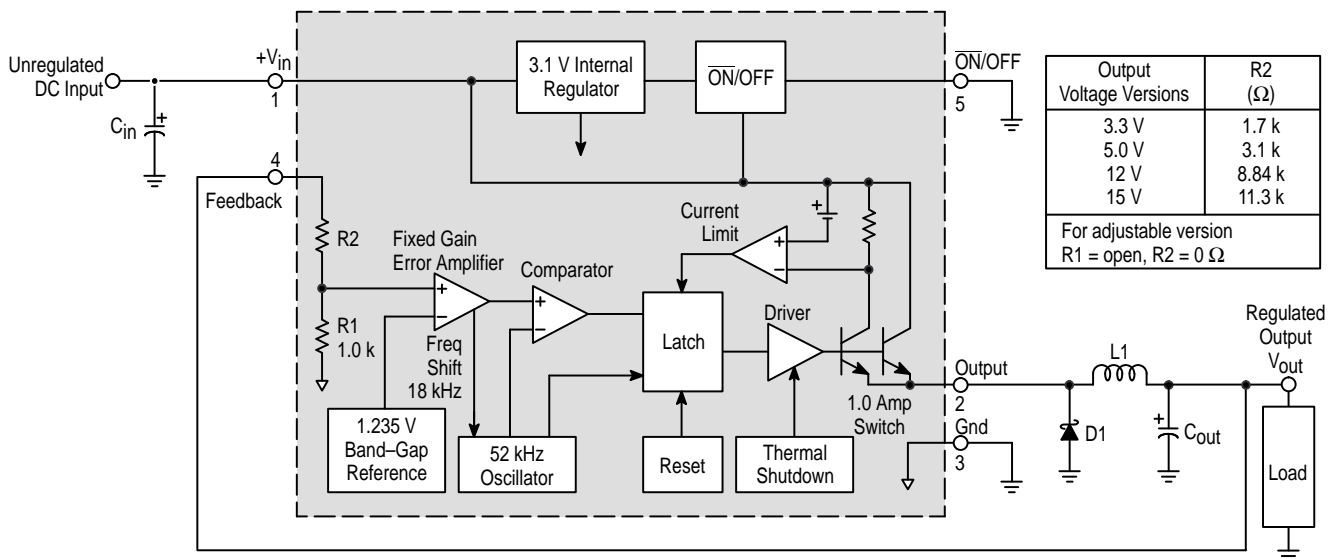 Unregulated
DC Input
Cin
+Vin
1
4
Feedback
3.1 V Internal
Regulator
ON/OFF
ON/OFF
5
Output
Voltage Versions
R2
(Ω)
3.3 V
1.7 k
5.0 V
3.1 k
12 V
8.84 k
15 V
11.3 k
For adjustable version
R1 = open, R2 = 0 Ω
R2
Fixed Gain
Error Amplifier
Comparator
Current
Limit
+
+
–
+
–
+
–
R1
1.0 k
Freq
Shift
18 kHz
Latch
Driver
1.0 Amp
Switch
Output
2
Gnd
3
1.235 V
Band–Gap
Reference
52 kHz
Oscillator
Reset
Thermal
Shutdown
L1
D1
+
Cout
Regulated
Output
Vout
Load
+